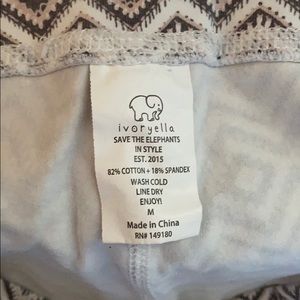 ivoryella
SAVE THE ELEPHANTS
IN STYLE
EST. 2015
82% COTTON + 18% SPANDEX
WASH COLD
LINE DRY
ENJOY!
M
Made in China
RN# 149180